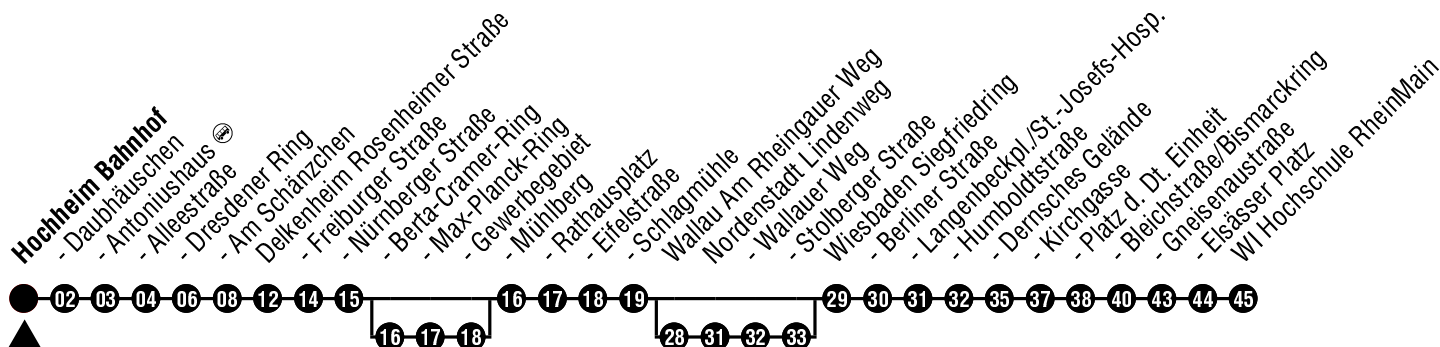 Hochheim Bahnhof
- Daubhäuschen
- Antoniushaus
- Alleestraße
- Dresdener Ring
- Am Schänzchen
Delkenheim Rosenheimer Straße
- Freiburger Straße
- Nürnberger Straße
- Berta-Cramer-Ring
- Max-Planck-Ring
- Gewerbegebiet
- Mühlberg
- Rathausplatz
- Eifelstraße
- Schlagmühle
Wallau Am Rheingauer Weg
Nordenstadt Lindenweg
- Wallauer Weg
- Stolberger Straße
Wiesbaden Siegfriedring
- Berliner Straße
- Langenbeckpl./St.-Josefs-Hosp.
- Humboldtstraße
- Dernsches Gelände
- Kirchgasse
- Platz d. Dt. Einheit
- Bleichstraße/Bismarckring
- Gneisenaustraße
- Elsässer Platz
WI Hochschule RheinMain
02 03 04 06 08 12 14 15 16 17 18 19 29 30 31 32 35 37 38 40 43 44 45
16 17 18 28 31 32 33